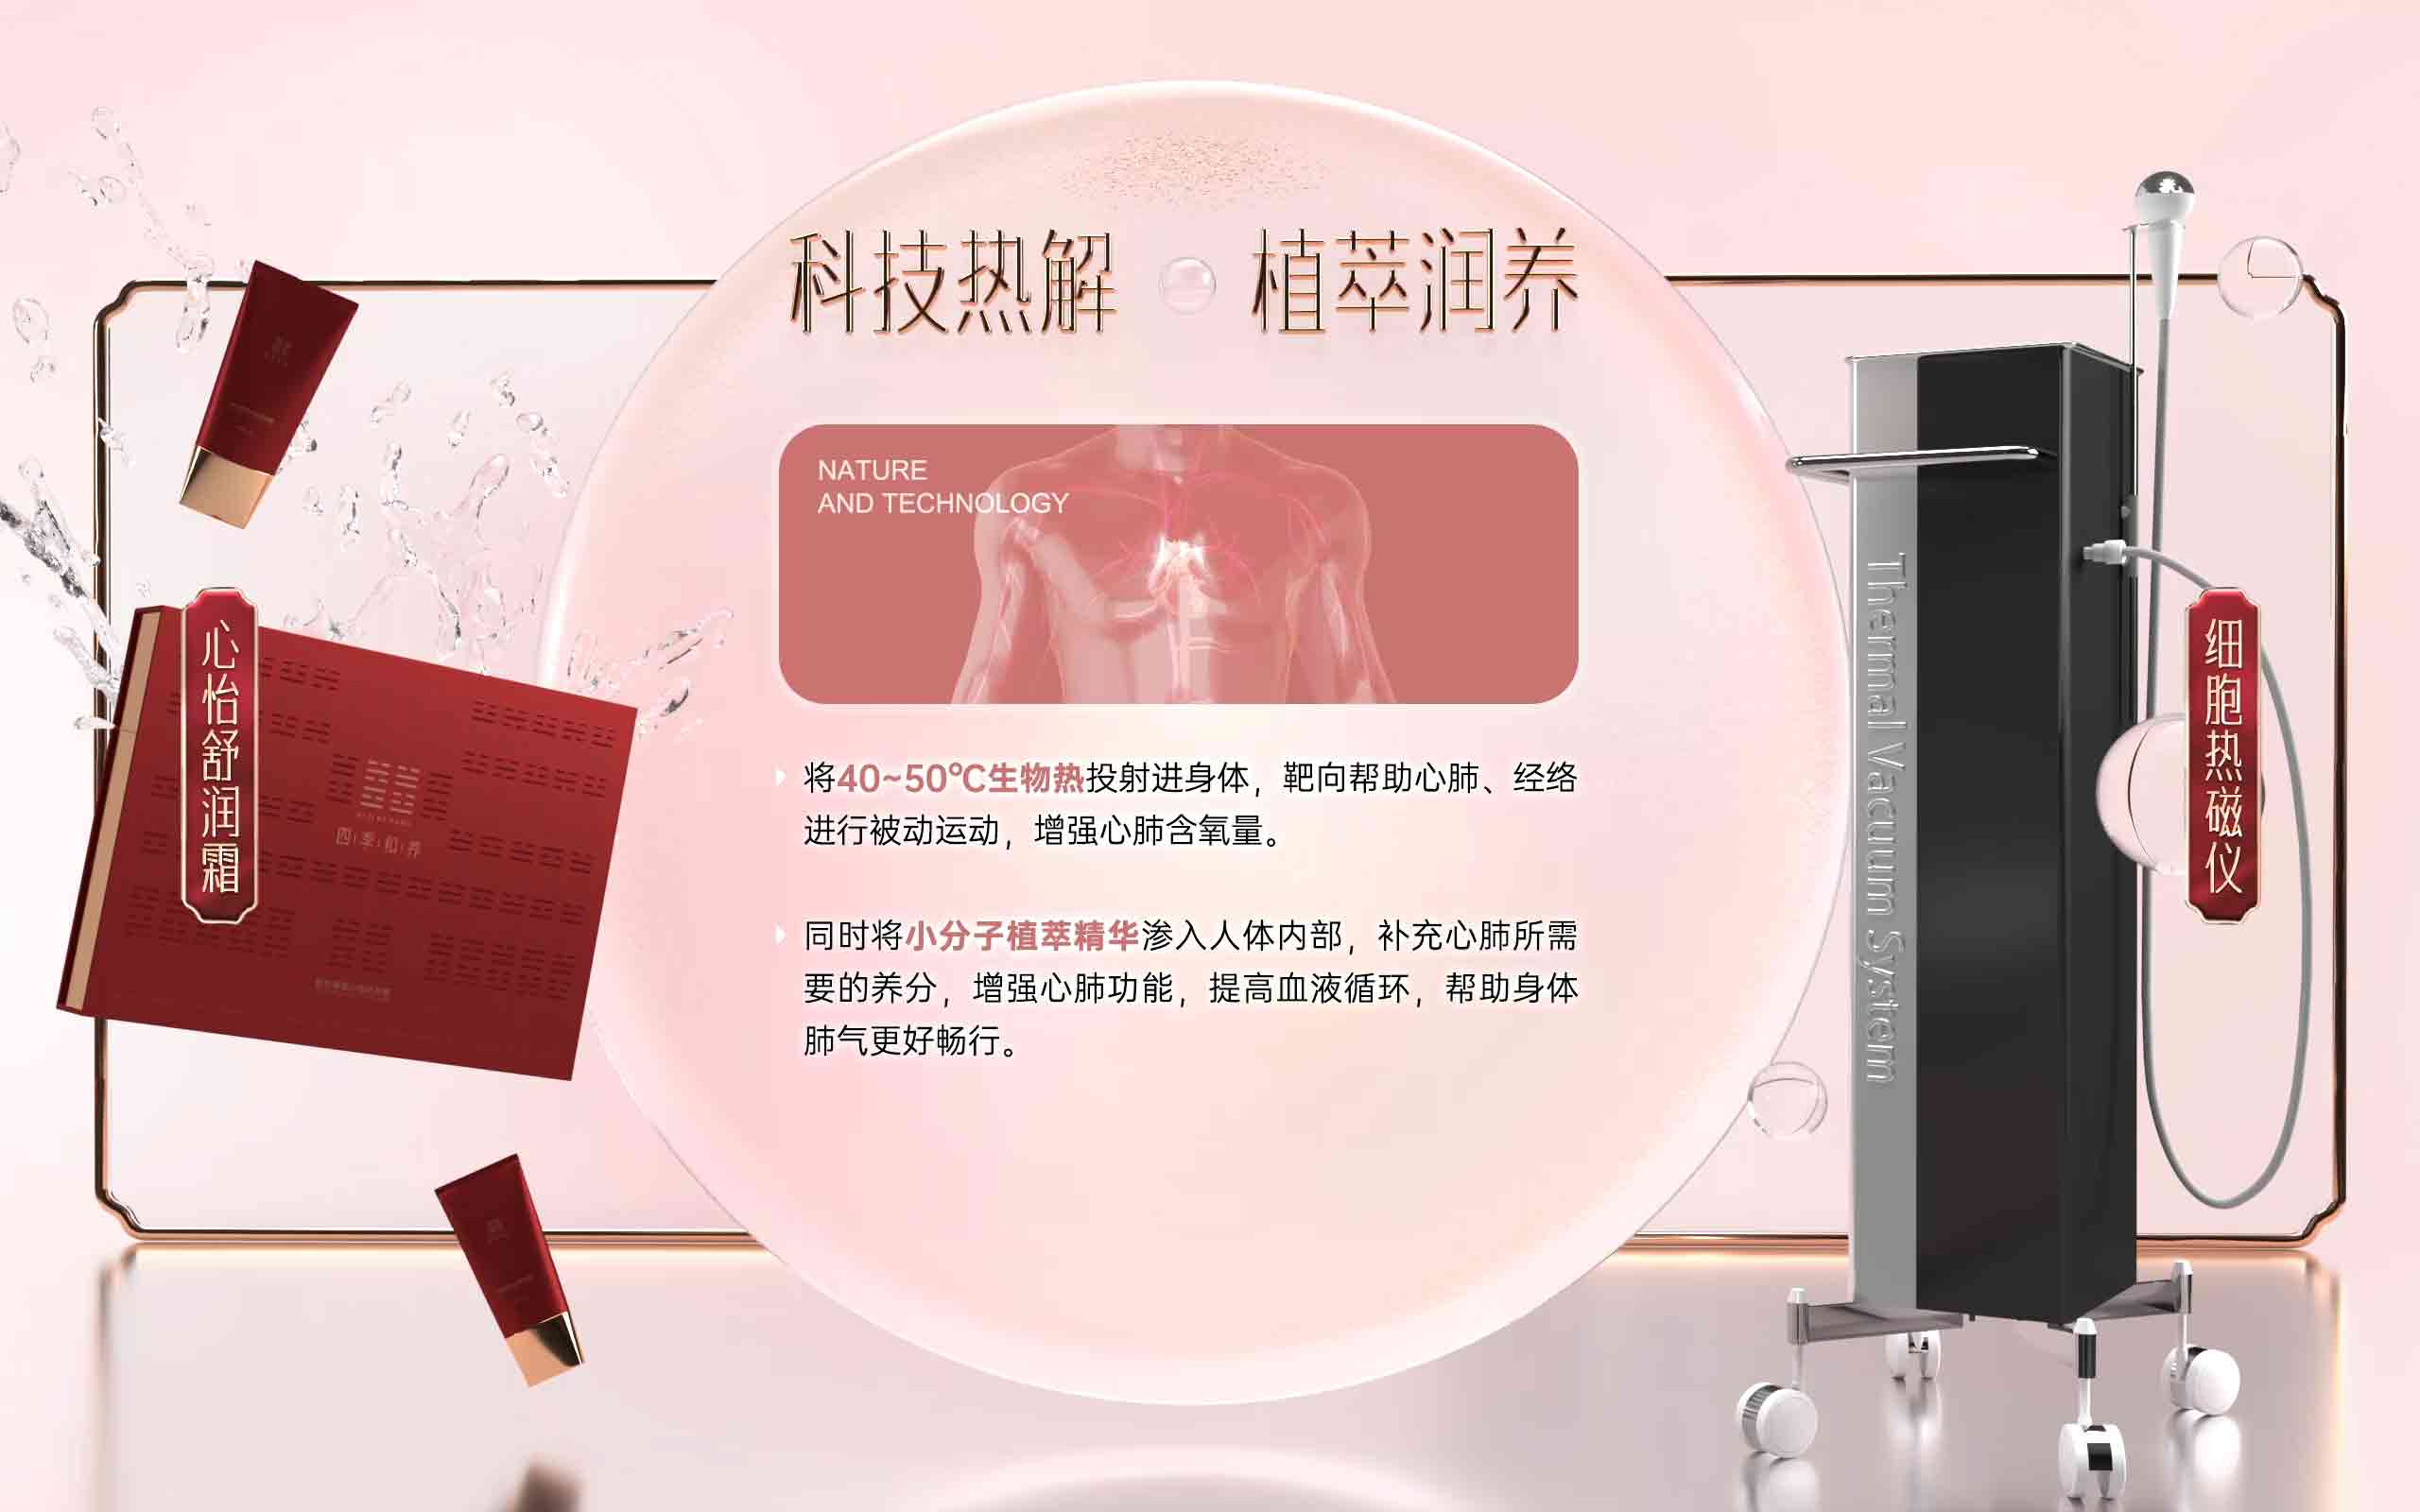 科技热解 植萃润养
NATURE
AND TECHNOLOGY
将40~50℃生物热投射进身体，靶向帮助心肺、经络
进行被动运动，增强心肺含氧量。
同时将小分子植萃精华渗入人体内部，补充心肺所需
要的养分，增强心肺功能，提高血液循环，帮助身体
肺气更好畅行。
心怡舒润霜
四季和养
Thermal Vacuum System
细胞热磁仪